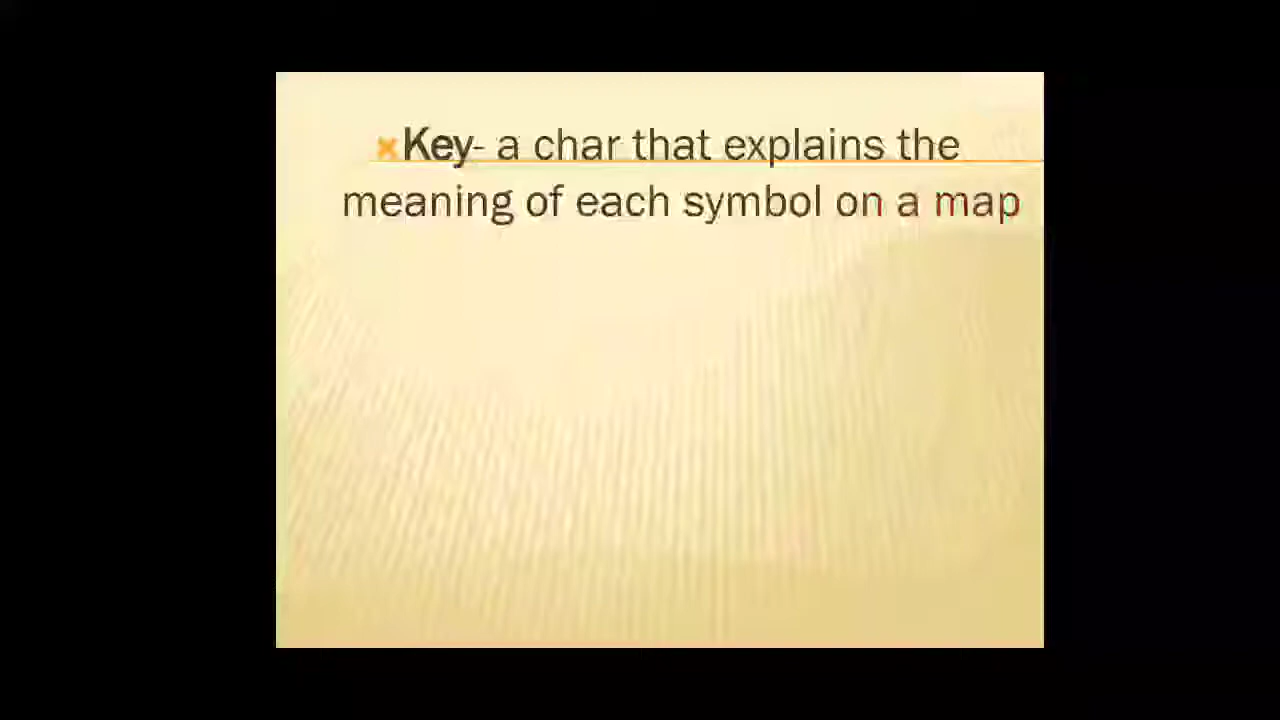 Key- a char that explains the
meaning of each symbol on a map